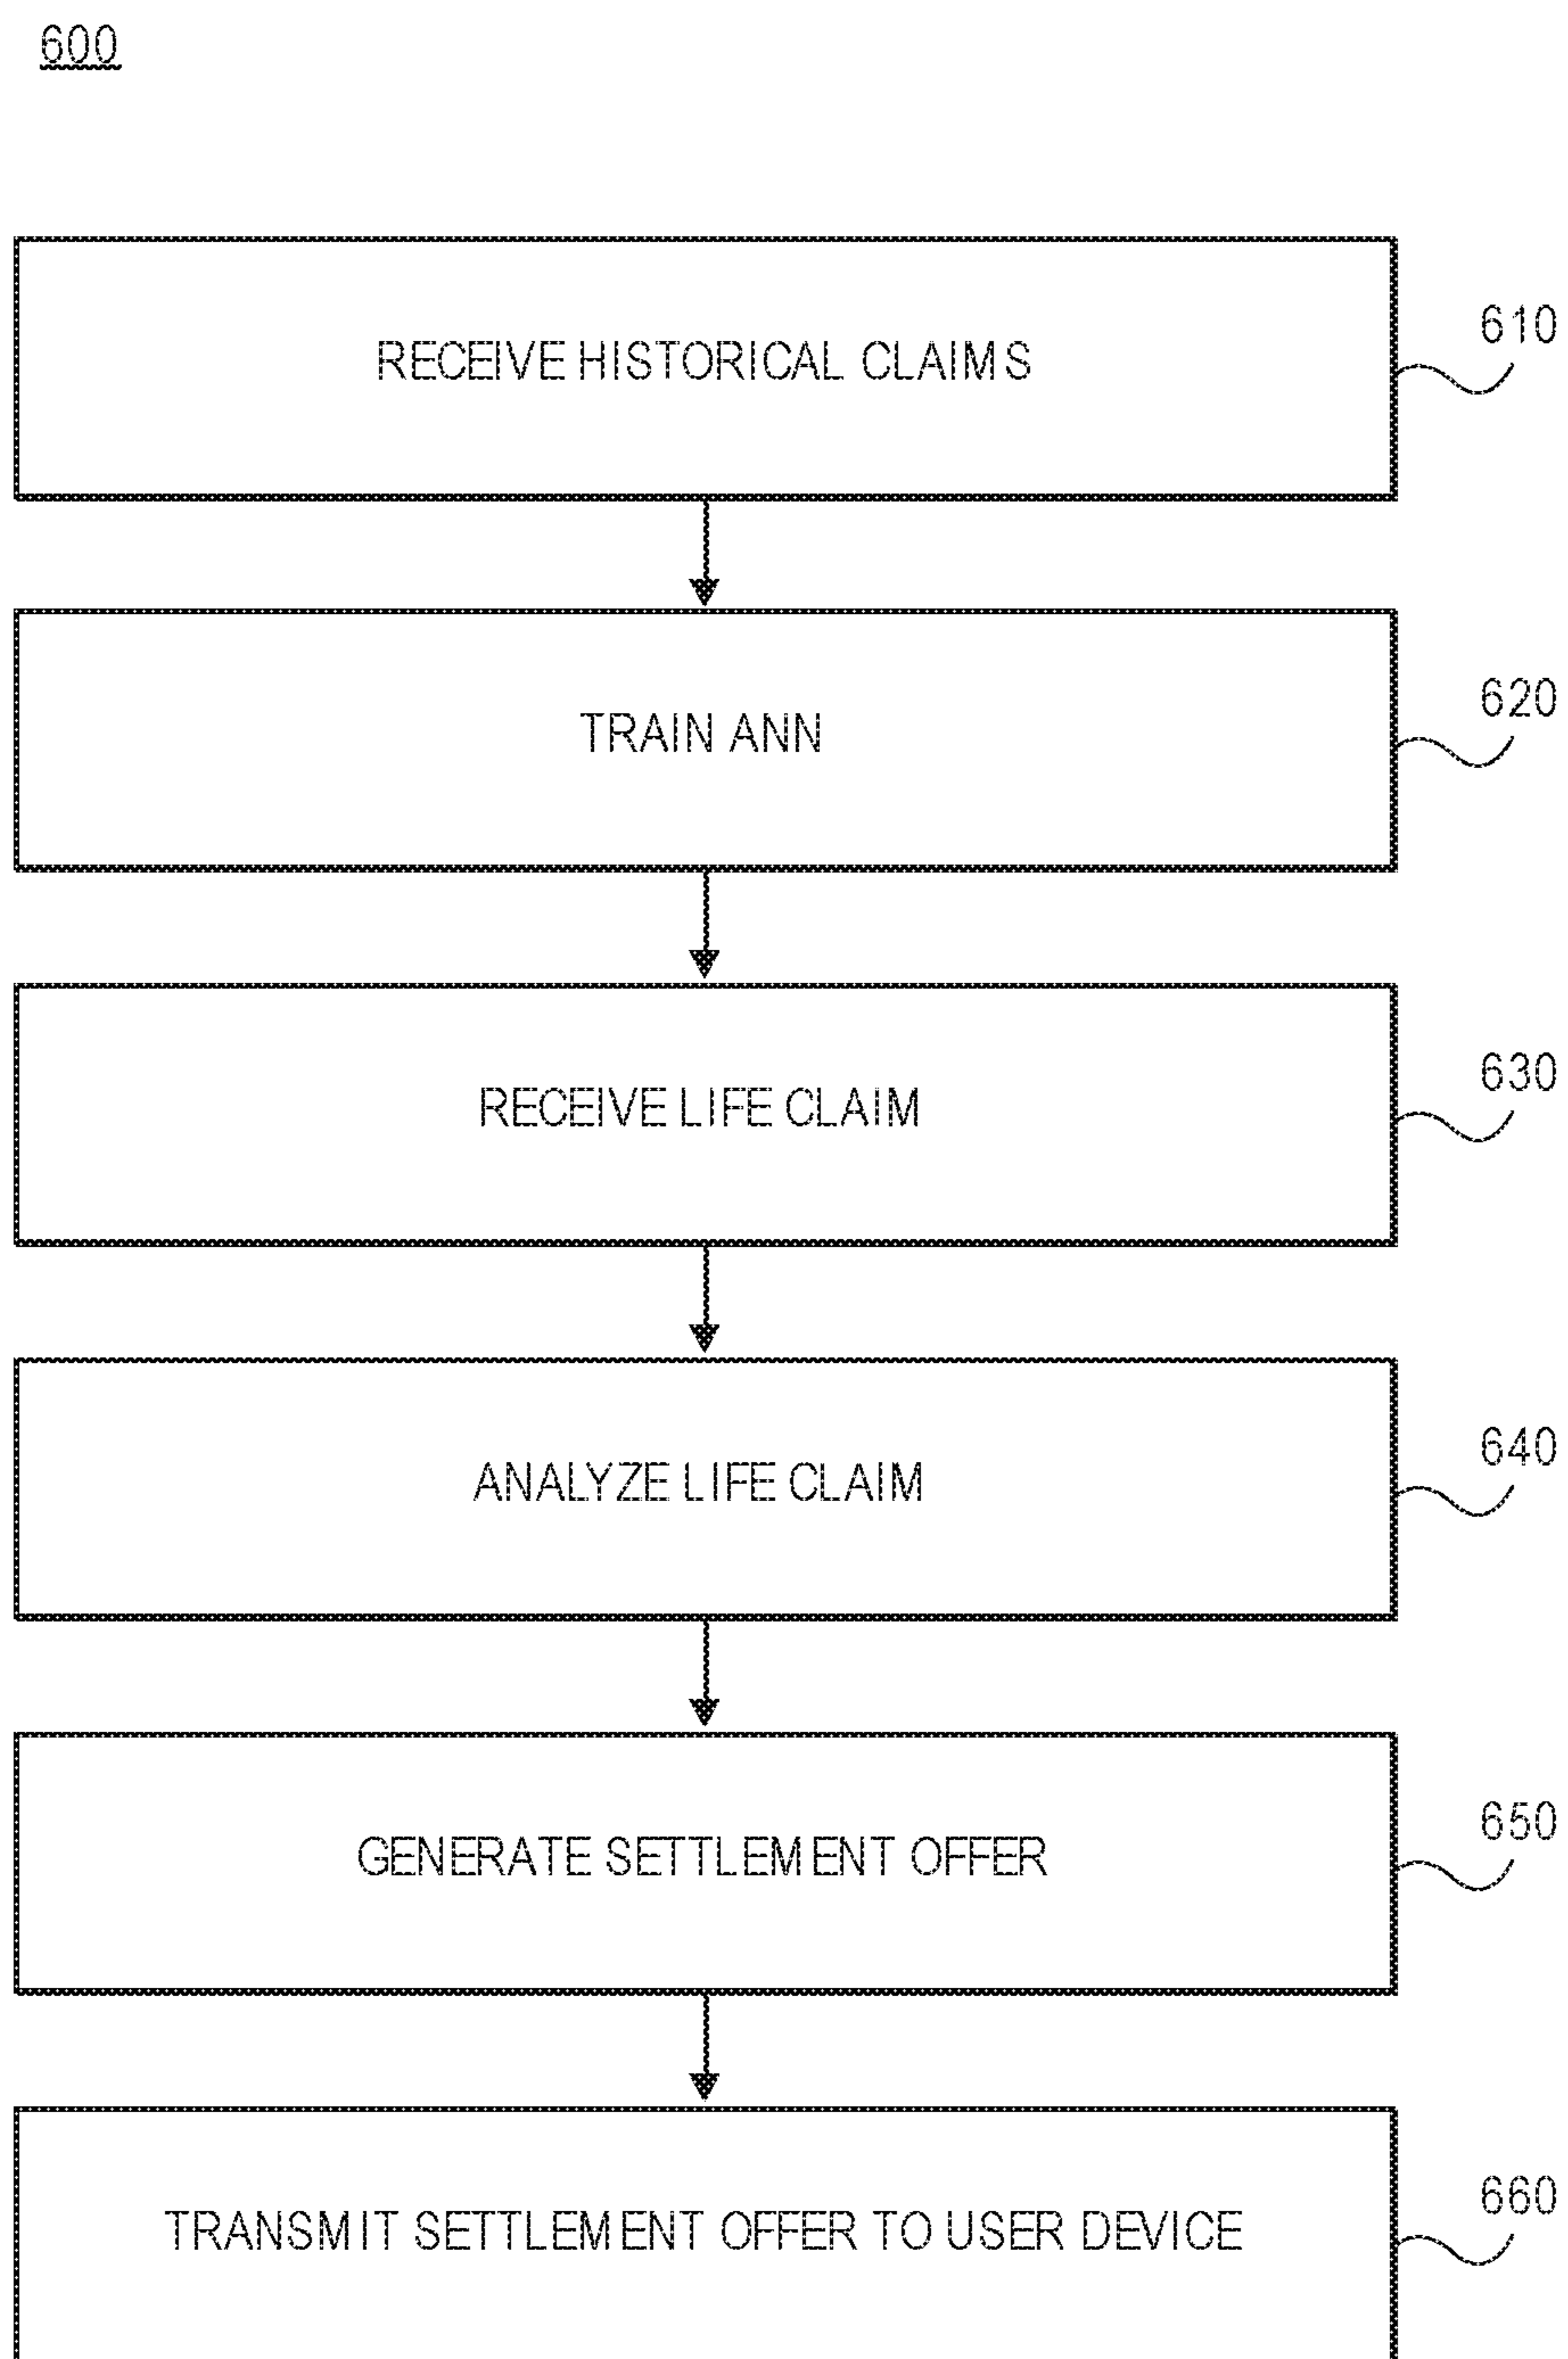 600
RECEIVE HISTORICAL CLAIMS
610
TRAIN ANN
620
RECEIVE LIFE CLAIM
630
ANALYZE LIFE CLAIM
640
GENERATE SETTLEMENT OFFER
650
TRANSMIT SETTLEMENT OFFER TO USER DEVICE
660